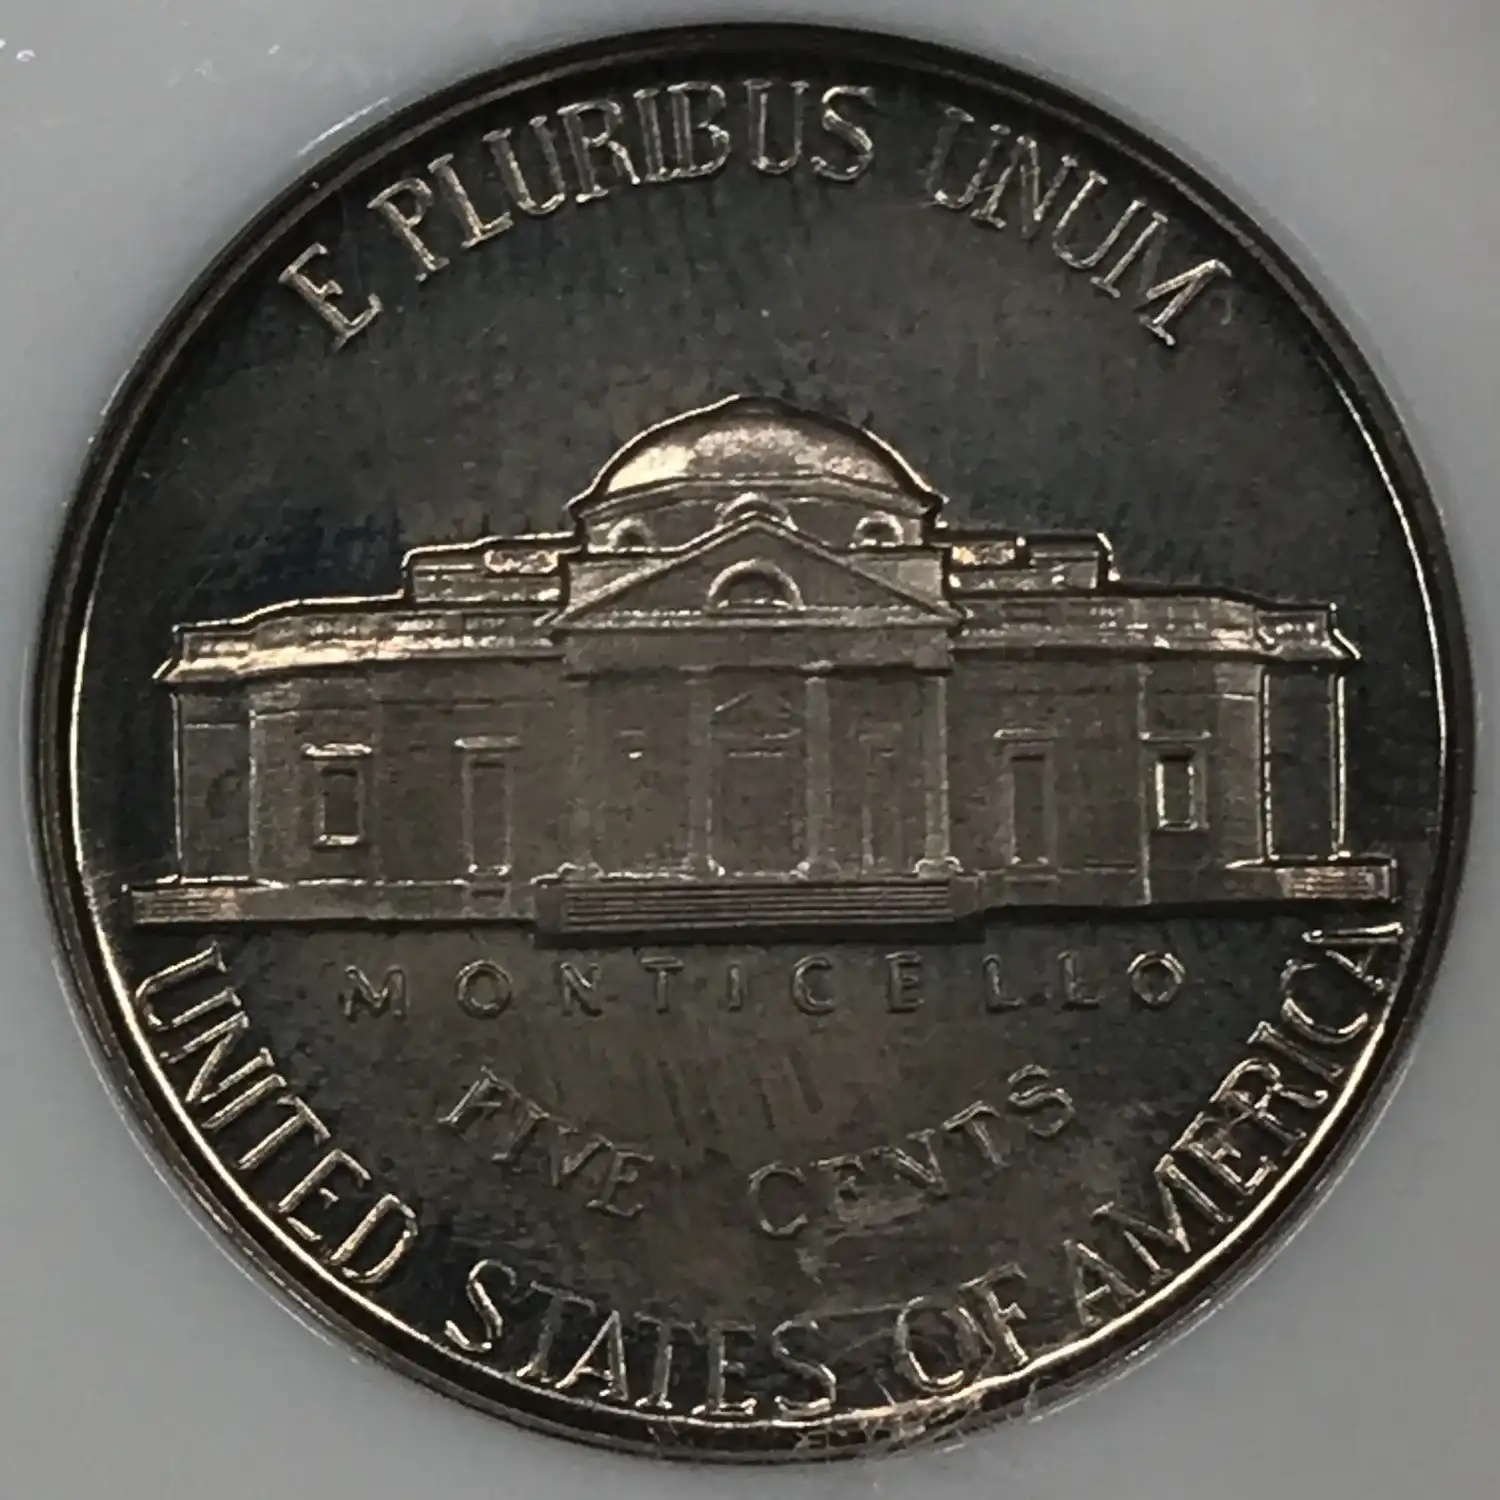 E PLURIBUS UNUM
MONTICELLO
FIVE CENTS
UNITED STATES OF AMERICA